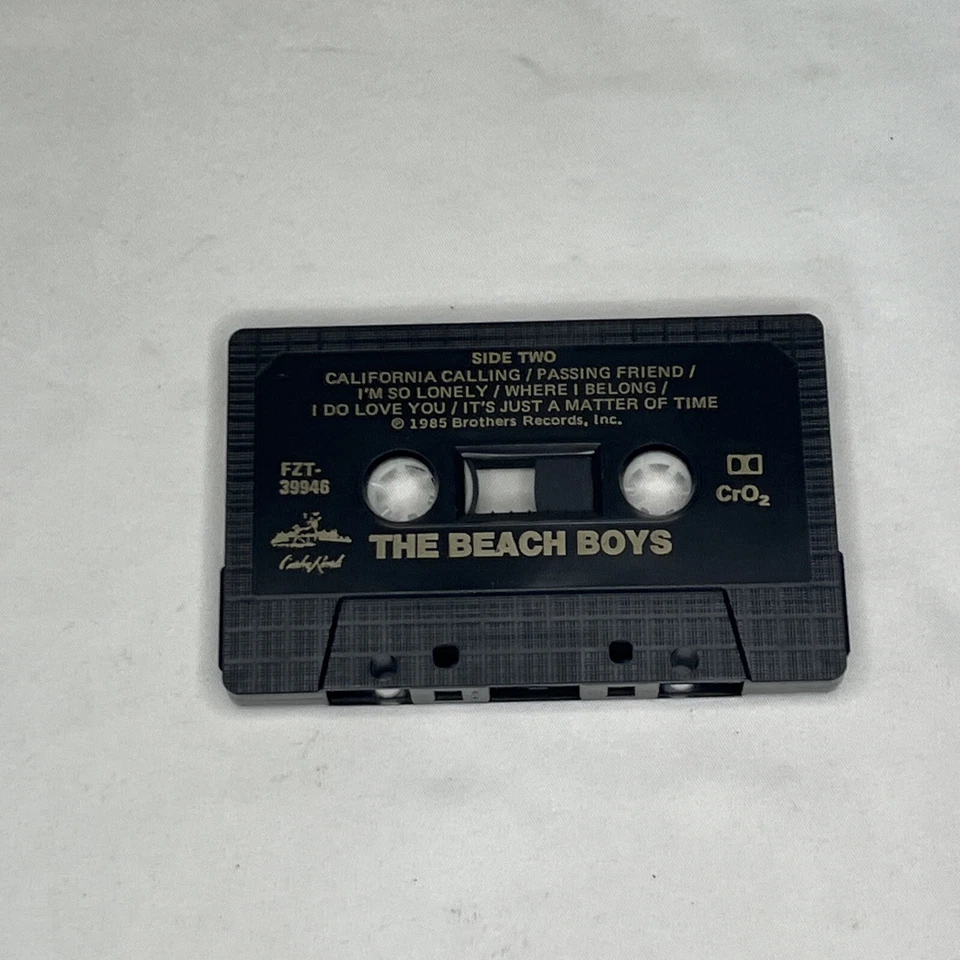 SIDE TWO
CALIFORNIA CALLING / PASSING FRIEND /
I'M SO LONELY / WHERE I BELONG /
I DO LOVE YOU / IT'S JUST A MATTER OF TIME
℗ 1985 Brothers Records, Inc.
FZT-
39946
CrO₂
THE BEACH BOYS